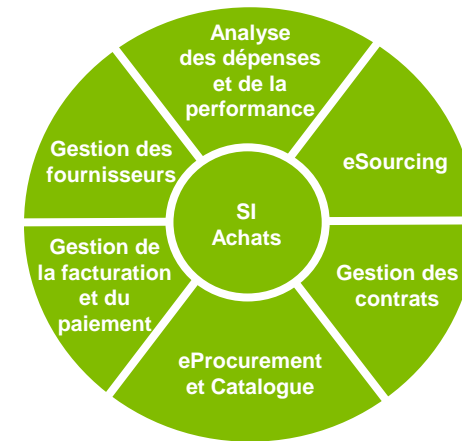 Analyse
des dépenses
et de la
performance
Gestion des
fournisseurs
eSourcing
SI
Achats
Gestion de
la facturation
et du
paiement
Gestion des
contrats
eProcurement
et Catalogue